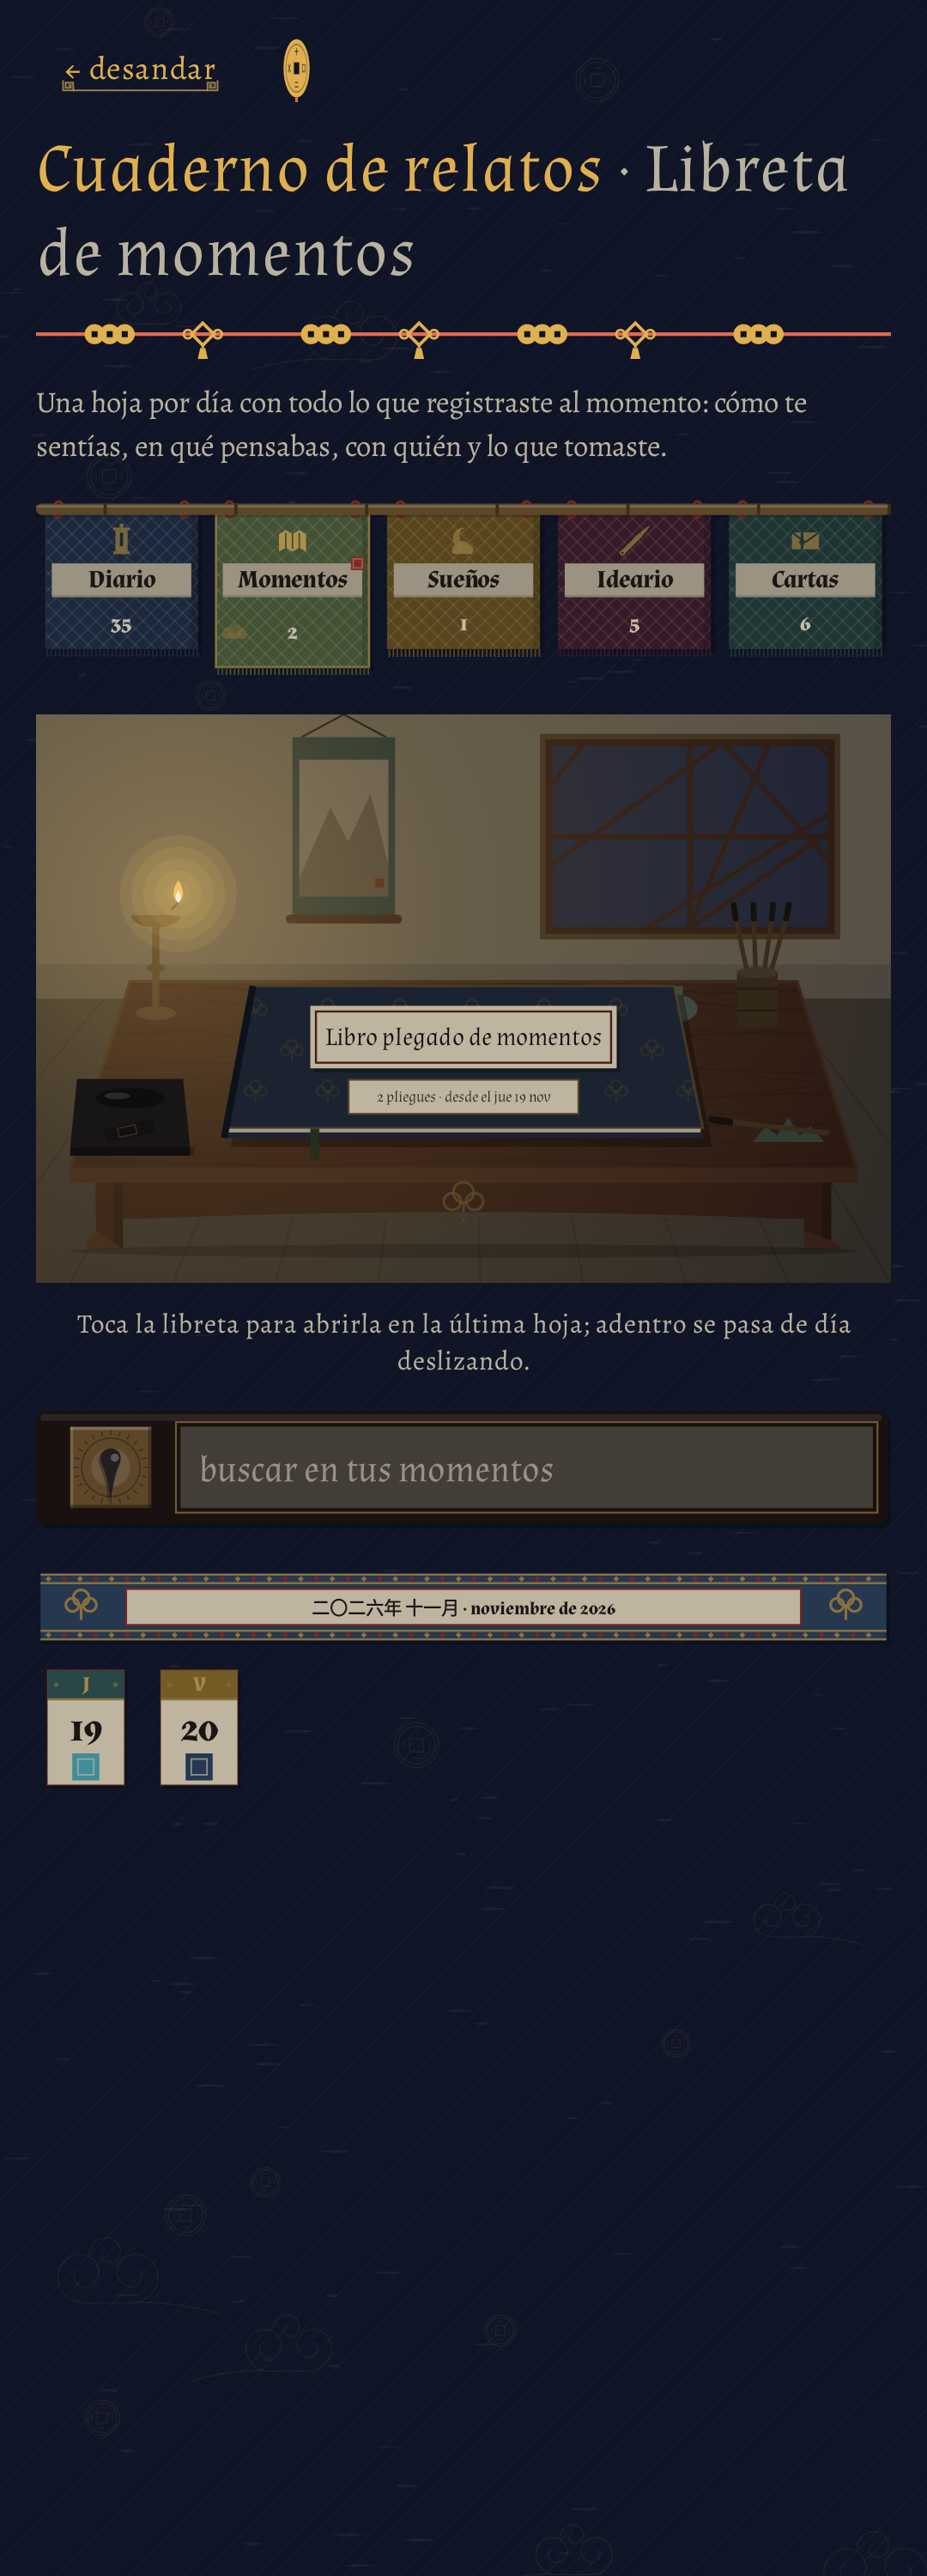 ← desandar
Cuaderno de relatos · Libreta
de momentos
Una hoja por día con todo lo que registraste al momento: cómo te
sentías, en qué pensabas, con quién y lo que tomaste.
Diario
35
Momentos
2
Sueños
1
Ideario
5
Cartas
6
Libro plegado de momentos
2 pliegues · desde el jue 19 nov
Toca la libreta para abrirla en la última hoja; adentro se pasa de día
deslizando.
buscar en tus momentos
二〇二六年 十一月 · noviembre de 2026
J
19
V
20